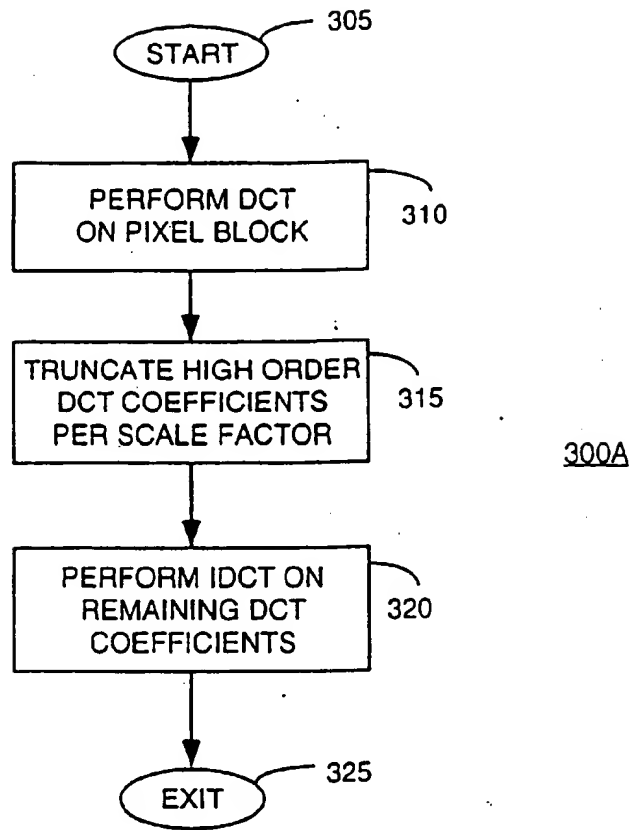 START
305
PERFORM DCT
ON PIXEL BLOCK
310
TRUNCATE HIGH ORDER
DCT COEFFICIENTS
PER SCALE FACTOR
315
300A
PERFORM IDCT ON
REMAINING DCT
COEFFICIENTS
320
EXIT
325